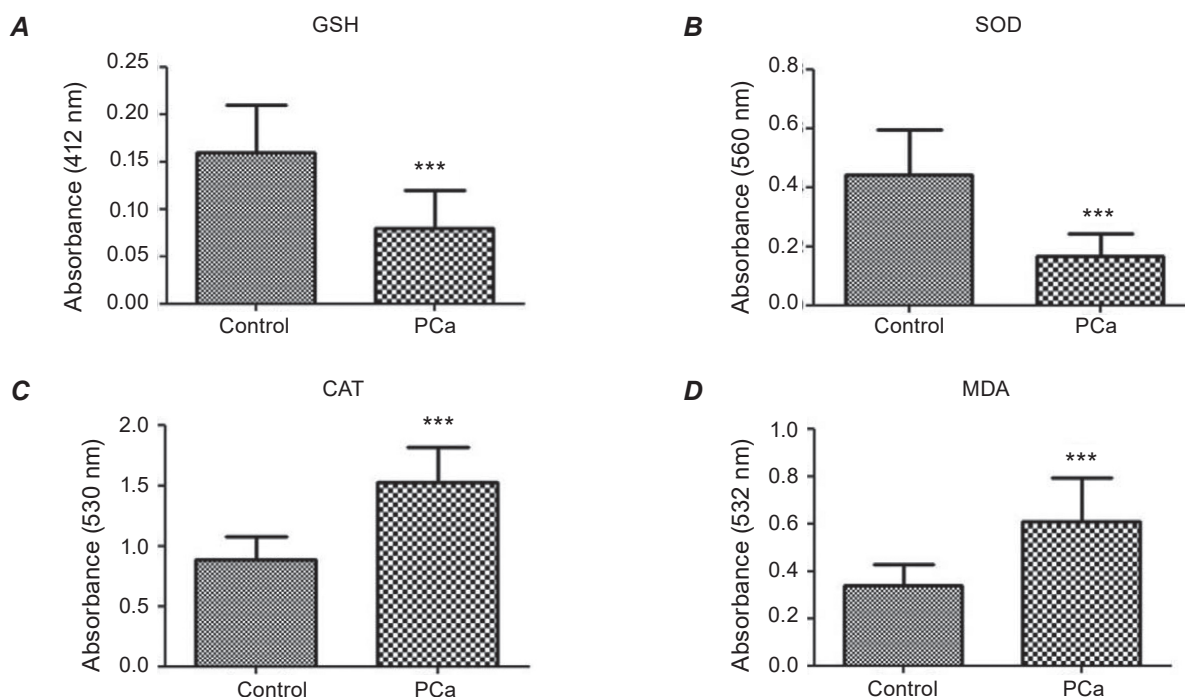 A
GSH
Absorbance (412 nm)
0.25
0.20
0.15
0.10
0.05
0.00
***
Control
PCa
B
SOD
Absorbance (560 nm)
0.8
0.6
0.4
0.2
0.0
***
Control
PCa
C
CAT
Absorbance (530 nm)
2.0
1.5
1.0
0.5
0.0
***
Control
PCa
D
MDA
Absorbance (532 nm)
1.0
0.8
0.6
0.4
0.2
0.0
***
Control
PCa